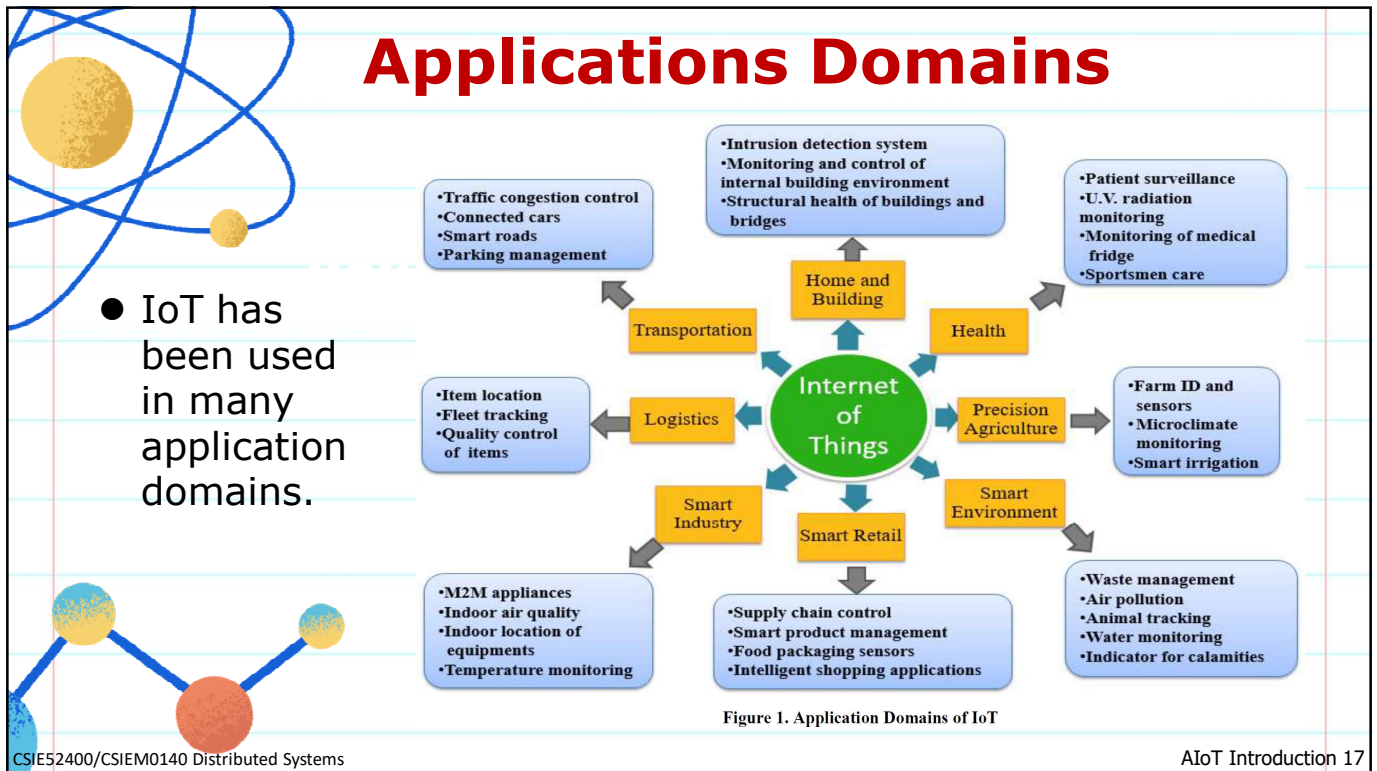 Applications Domains
● IoT has
been used
in many
application
domains.
•Intrusion detection system
•Monitoring and control of
internal building environment
•Structural health of buildings and
bridges
•Traffic congestion control
•Connected cars
•Smart roads
•Parking management
•Patient surveillance
•U.V. radiation
monitoring
•Monitoring of medical
fridge
•Sportsmen care
Home and
Building
Transportation
Health
Internet
of
Things
•Item location
•Fleet tracking
•Quality control
of items
Logistics
Precision
Agriculture
•Farm ID and
sensors
•Microclimate
monitoring
•Smart irrigation
Smart
Industry
Smart Retail
Smart
Environment
•M2M appliances
•Indoor air quality
•Indoor location of
equipments
•Temperature monitoring
•Supply chain control
•Smart product management
•Food packaging sensors
•Intelligent shopping applications
•Waste management
•Air pollution
•Animal tracking
•Water monitoring
•Indicator for calamities
Figure 1. Application Domains of IoT
CSIE52400/CSIEM0140 Distributed Systems
AIoT Introduction 17